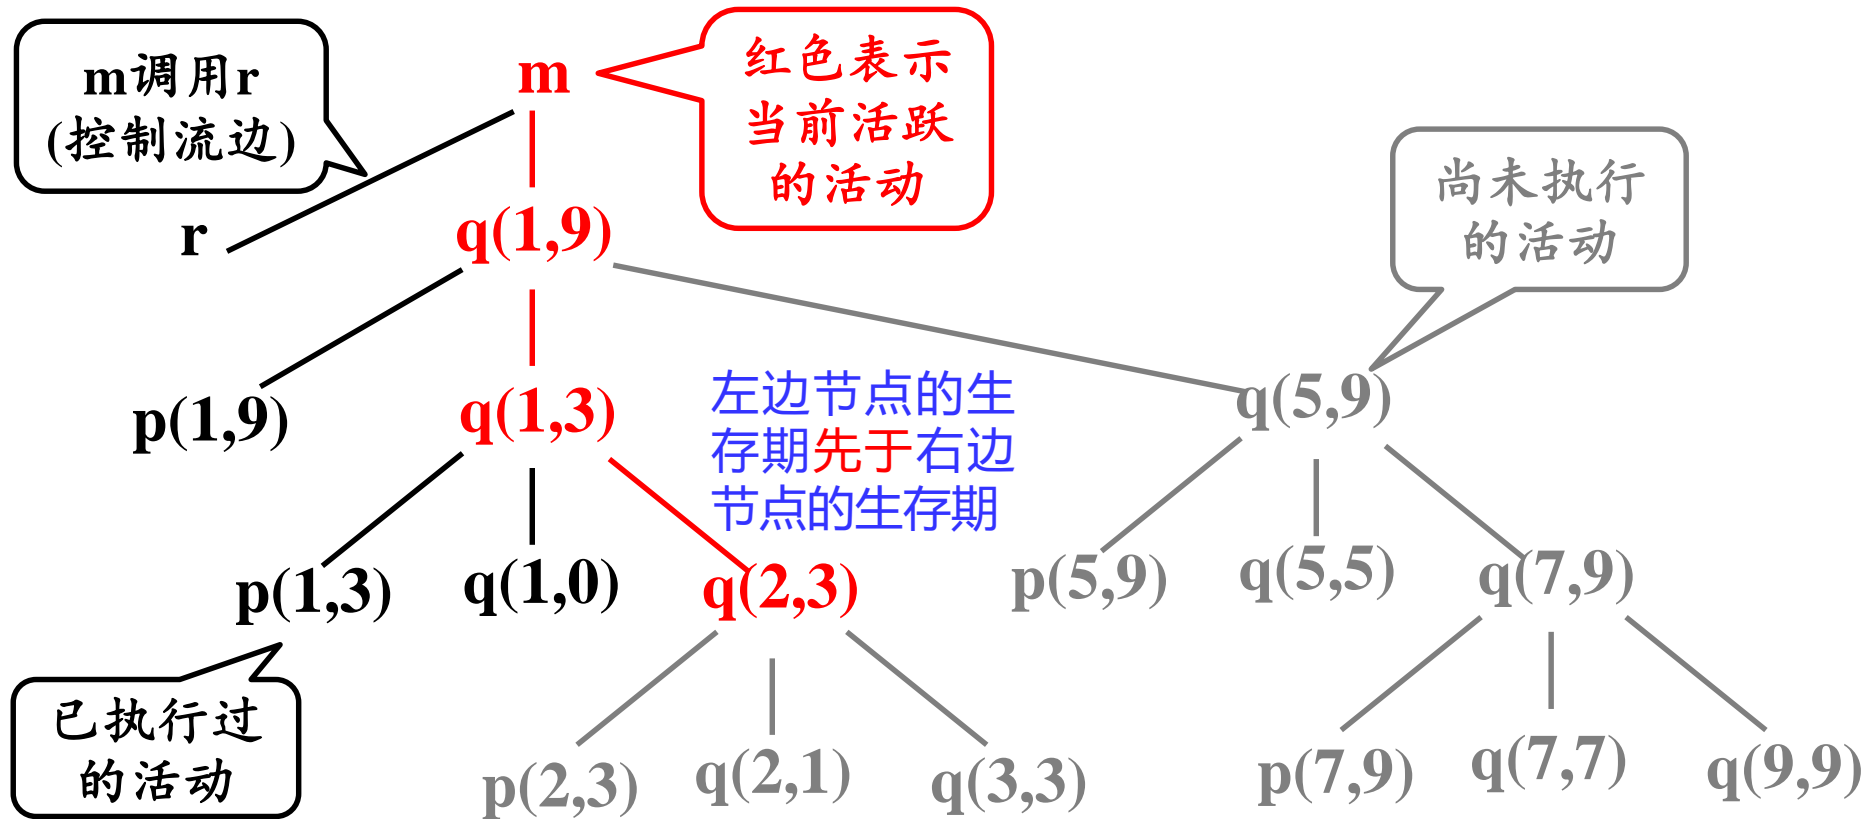 m调用r
(控制流边)
m
红色表示
当前活跃
的活动
尚未执行
的活动
r
q(1,9)
p(1,9)
q(1,3)
左边节点的生
存期先于右边
节点的生存期
q(5,9)
p(1,3)
q(1,0)
q(2,3)
p(5,9)
q(5,5)
q(7,9)
已执行过
的活动
p(2,3)
q(2,1)
q(3,3)
p(7,9)
q(7,7)
q(9,9)